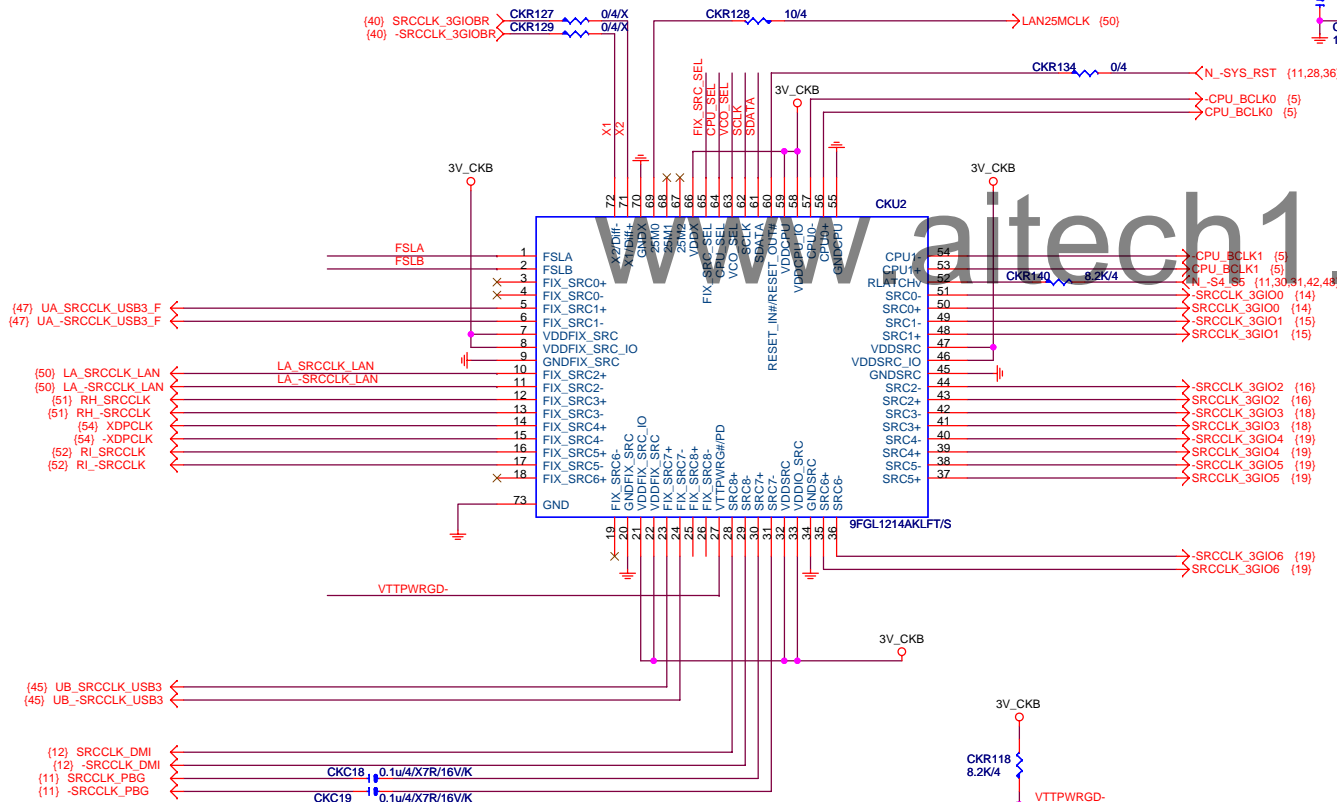 {40} SRCCLK_3GIOBR CKR127 0/4/X CKR128 10/4 LAN25MCLK {50}
{40} -SRCCLK_3GIOBR CKR129 0/4/X
CKR134 0/4 N_-SYS_RST {11,28,36
-CPU_BCLK0 {5}
CPU_BCLK0 {5}
X1
X2
FIX_SRC_SEL
CPU_SEL
VCO_SEL
SCLK
SDATA
3V_CKB
3V_CKB
3V_CKB
72 71 70 69 68 67 66 65 64 63 62 61 60 59 58 57 56 55
CKU2
www.aitech1.
X2/Diff-
X1/Diff+
GNDX
25M0
25M1
25M2
VDDX
FIX_SRC_SEL
CPU_SEL
VCO_SEL
SCLK
SDATA
RESET_IN#/RESET_OUT#
VDDCPU
VDDCPU_IO
CPU0-
CPU0+
GNDCPU
FSLA 1 FSLA
FSLB 2 FSLB
3 FIX_SRC0+
4 FIX_SRC0-
{47} UA_SRCCLK_USB3_F 5 FIX_SRC1+
{47} UA_-SRCCLK_USB3_F 6 FIX_SRC1-
7 VDDFIX_SRC
8 VDDFIX_SRC_IO
9 GNDFIX_SRC
{50} LA_SRCCLK_LAN LA_SRCCLK_LAN 10 FIX_SRC2+
{50} LA_-SRCCLK_LAN LA_-SRCCLK_LAN 11 FIX_SRC2-
{51} RH_SRCCLK 12 FIX_SRC3+
{51} RH_-SRCCLK 13 FIX_SRC3-
{54} XDPCLK 14 FIX_SRC4+
{54} -XDPCLK 15 FIX_SRC4-
{52} RI_SRCCLK 16 FIX_SRC5+
{52} RI_-SRCCLK 17 FIX_SRC5-
18 FIX_SRC6+
73 GND
CPU1- 54 -CPU_BCLK1 {5}
CPU1+ 53 CPU_BCLK1 {5}
RLATCHv 52 CKR140 8.2K/4 N_-S4_S5 {11,30,31,42,48
SRC0- 51 -SRCCLK_3GIO0 {14}
SRC0+ 50 SRCCLK_3GIO0 {14}
SRC1- 49 -SRCCLK_3GIO1 {15}
SRC1+ 48 SRCCLK_3GIO1 {15}
VDDSRC 47
VDDSRC_IO 46
GNDSRC 45
SRC2- 44 -SRCCLK_3GIO2 {16}
SRC2+ 43 SRCCLK_3GIO2 {16}
SRC3- 42 -SRCCLK_3GIO3 {18}
SRC3+ 41 SRCCLK_3GIO3 {18}
SRC4- 40 -SRCCLK_3GIO4 {19}
SRC4+ 39 SRCCLK_3GIO4 {19}
SRC5- 38 -SRCCLK_3GIO5 {19}
SRC5+ 37 SRCCLK_3GIO5 {19}
FIX_SRC6-
GNDFIX_SRC
VDDFIX_SRC_IO
VDDFIX_SRC
FIX_SRC7+
FIX_SRC7-
FIX_SRC8+
FIX_SRC8-
VTTPWRG#/PD
SRC8+
SRC8-
SRC7+
SRC7-
VDDSRC
VDDIO_SRC
GNDSRC
SRC6+
SRC6-
9FGL1214AKLFT/S
19 20 21 22 23 24 25 26 27 28 29 30 31 32 33 34 35 36
-SRCCLK_3GIO6 {19}
SRCCLK_3GIO6 {19}
VTTPWRGD-
3V_CKB
{45} UB_SRCCLK_USB3
{45} UB_-SRCCLK_USB3
3V_CKB
{12} SRCCLK_DMI
{12} -SRCCLK_DMI
{11} SRCCLK_PBG CKC18 0.1u/4/X7R/16V/K
{11} -SRCCLK_PBG CKC19 0.1u/4/X7R/16V/K
CKR118
8.2K/4
VTTPWRGD-